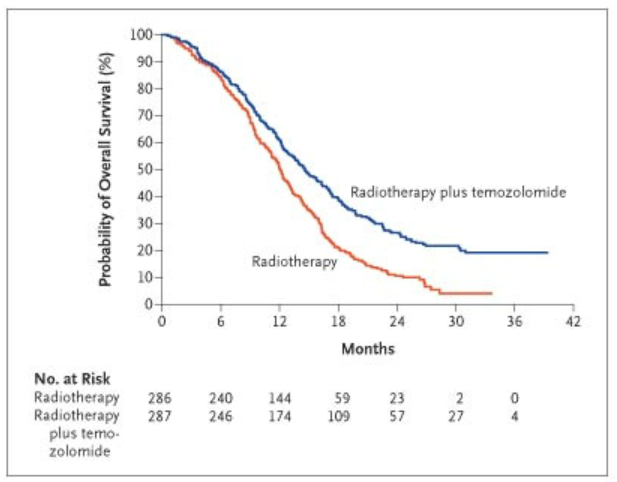 Probability of Overall Survival (%)
100
90
80
70
60
50
40
30
20
10
0
Radiotherapy plus temozolomide
Radiotherapy
0 6 12 18 24 30 36 42
Months
No. at Risk
Radiotherapy 286 240 144 59 23 2 0
Radiotherapy 287 246 174 109 57 27 4
plus temo-
zolomide